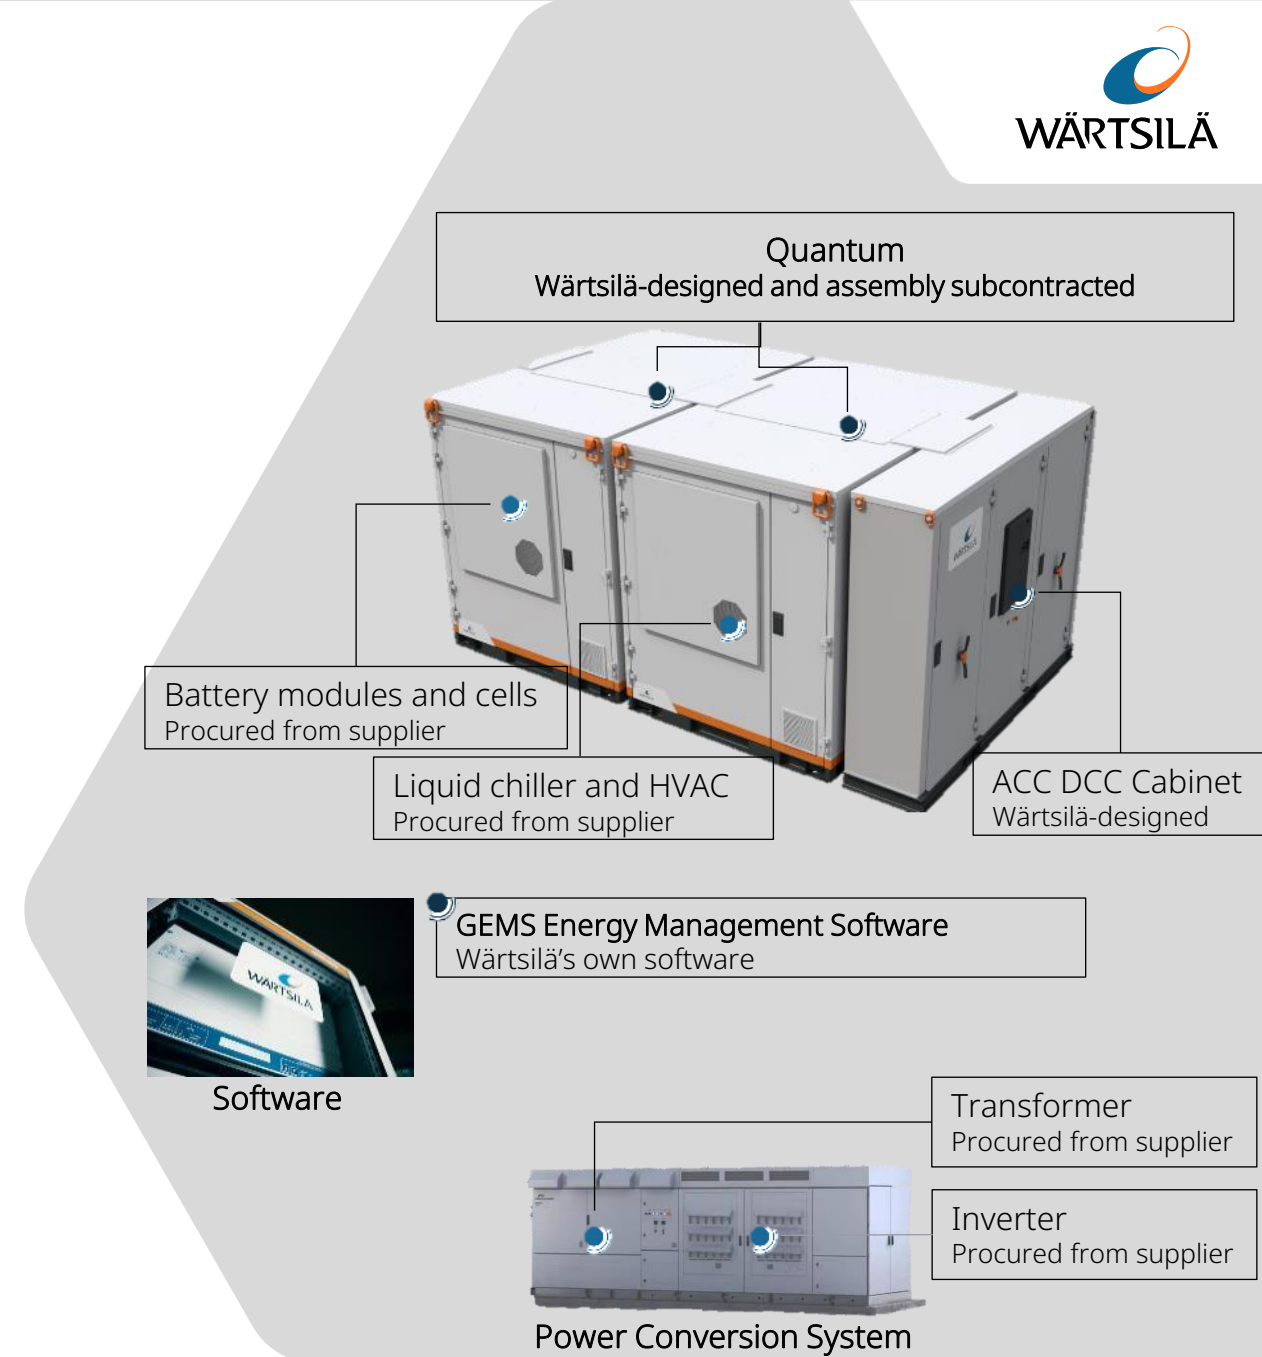 WÄRTSILÄ
Quantum
Wärtsilä-designed and assembly subcontracted
WÄRTSILÄ
Battery modules and cells
Procured from supplier
Liquid chiller and HVAC
Procured from supplier
ACC DCC Cabinet
Wärtsilä-designed
GEMS Energy Management Software
Wärtsilä’s own software
WÄRTSILÄ
Software
Transformer
Procured from supplier
Inverter
Procured from supplier
Power Conversion System